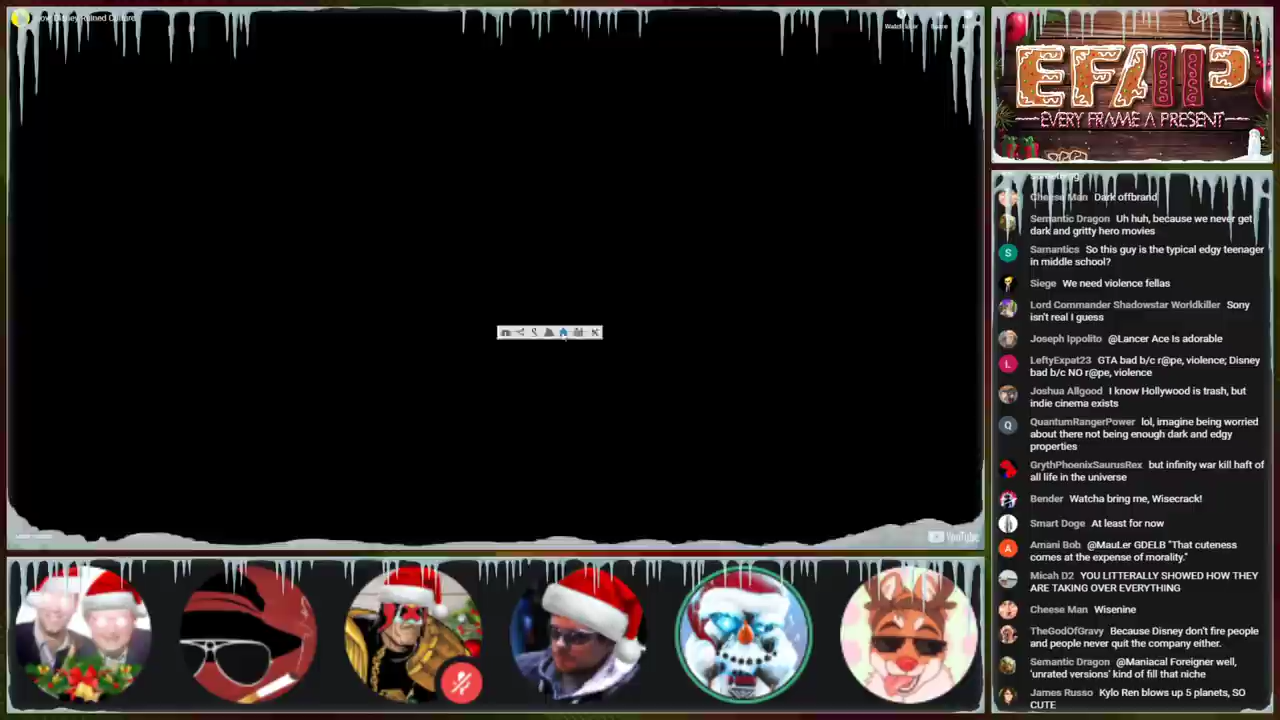 How Disney Ruined Culture
Watch later
Share
YouTube
EFAP
EVERY FRAME A PRESENT
Cheese Man Dark offbrand
Semantic Dragon Uh huh, because we never get
dark and gritty hero movies
S
Samantics So this guy is the typical edgy teenager
in middle school?
Siege We need violence fellas
Lord Commander Shadowstar Worldkiller Sony
isn't real I guess
Joseph Ippolito @Lancer Ace Is adorable
L
LeftyExpat23 GTA bad b/c r@pe, violence; Disney
bad b/c NO r@pe, violence
Joshua Allgood I know Hollywood is trash, but
indie cinema exists
Q
QuantumRangerPower lol, imagine being worried
about there not being enough dark and edgy
properties
GrythPhoenixSaurusRex but infinity war kill haft of
all life in the universe
Bender Watcha bring me, Wisecrack!
Smart Doge At least for now
A
Amani Bob @MauLer GDELB "That cuteness
comes at the expense of morality."
Micah D2 YOU LITTERALLY SHOWED HOW THEY
ARE TAKING OVER EVERYTHING
Cheese Man Wisenine
TheGodOfGravy Because Disney don't fire people
and people never quit the company either.
Semantic Dragon @Maniacal Foreigner well,
'unrated versions' kind of fill that niche
James Russo Kylo Ren blows up 5 planets, SO
CUTE